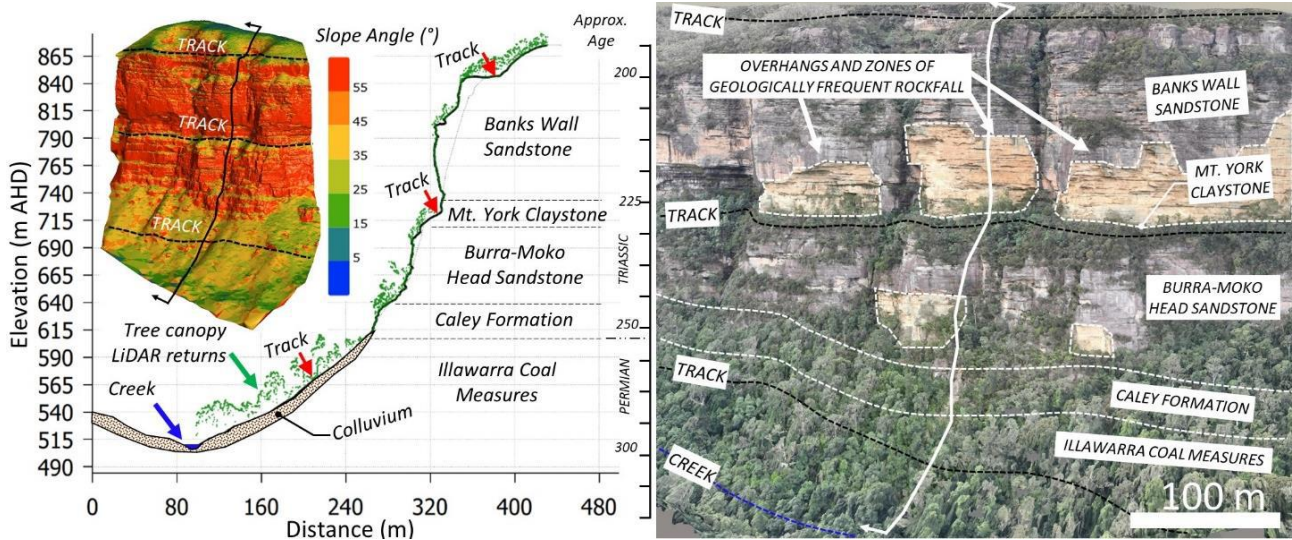 Slope Angle (°)
Approx.
Age
TRACK
TRACK
TRACK
55
45
35
25
15
5
Elevation (m AHD)
865
840
815
790
765
740
715
690
665
640
615
590
565
540
515
490
Track
Banks Wall
Sandstone
Track
Mt. York Claystone
Burra-Moko
Head Sandstone
Caley Formation
Illawarra Coal
Measures
Tree canopy
LiDAR returns
Track
Creek
Colluvium
200
225
TRIASSIC
250
PERMIAN
300
0
80
160
240
320
400
480
Distance (m)
TRACK
OVERHANGS AND ZONES OF
GEOLOGICALLY FREQUENT ROCKFALL
BANKS WALL
SANDSTONE
MT. YORK
CLAYSTONE
TRACK
BURRA-MOKO
HEAD SANDSTONE
TRACK
CALEY FORMATION
ILLAWARRA COAL MEASURES
CREEK
100 m